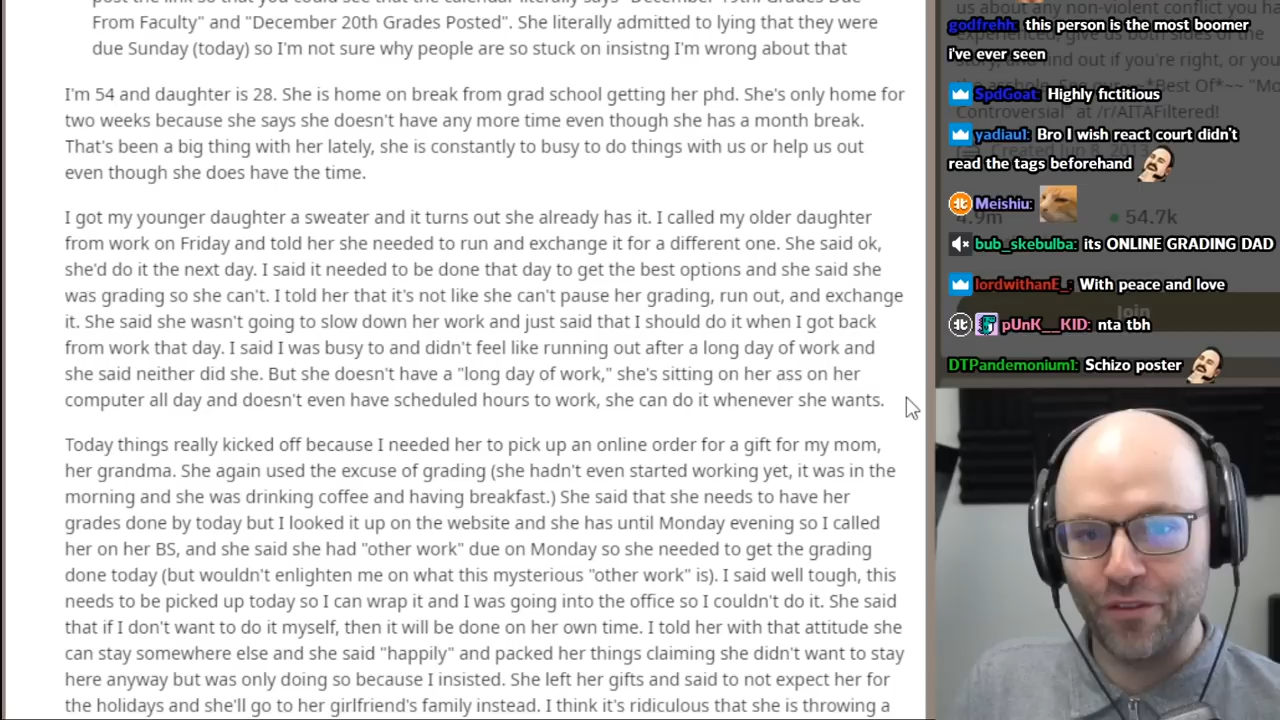 post the link so that you could see that the calendar literally says "December 19th: Grades Due
From Faculty" and "December 20th Grades Posted". She literally admitted to lying that they were
due Sunday (today) so I'm not sure why people are so stuck on insistng I'm wrong about that
I'm 54 and daughter is 28. She is home on break from grad school getting her phd. She's only home for
two weeks because she says she doesn't have any more time even though she has a month break.
That's been a big thing with her lately, she is constantly to busy to do things with us or help us out
even though she does have the time.
I got my younger daughter a sweater and it turns out she already has it. I called my older daughter
from work on Friday and told her she needed to run and exchange it for a different one. She said ok,
she'd do it the next day. I said it needed to be done that day to get the best options and she said she
was grading so she can't. I told her that it's not like she can't pause her grading, run out, and exchange
it. She said she wasn't going to slow down her work and just said that I should do it when I got back
from work that day. I said I was busy to and didn't feel like running out after a long day of work and
she said neither did she. But she doesn't have a "long day of work," she's sitting on her ass on her
computer all day and doesn't even have scheduled hours to work, she can do it whenever she wants.
Today things really kicked off because I needed her to pick up an online order for a gift for my mom,
her grandma. She again used the excuse of grading (she hadn't even started working yet, it was in the
morning and she was drinking coffee and having breakfast.) She said that she needs to have her
grades done by today but I looked it up on the website and she has until Monday evening so I called
her on her BS, and she said she had "other work" due on Monday so she needed to get the grading
done today (but wouldn't enlighten me on what this mysterious "other work" is). I said well tough, this
needs to be picked up today so I can wrap it and I was going into the office so I couldn't do it. She said
that if I don't want to do it myself, then it will be done on her own time. I told her with that attitude she
can stay somewhere else and she said "happily" and packed her things claiming she didn't want to stay
here anyway but was only doing so because I insisted. She left her gifts and said to not expect her for
the holidays and she'll go to her girlfriend's family instead. I think it's ridiculous that she is throwing a
us about any non-violent conflict you ha
godfrehh: this person is the most boomer
i've ever seen
SpdGoat: Highly fictitious
Controversial" at /r/AITAFiltered!
yadiau1: Bro I wish react court didn't
Created Jun 8, 2013
read the tags beforehand
Meishiu:
4.9m 54.7k
bub_skebulba: its ONLINE GRADING DAD
lordwithanE_: With peace and love
Join
pUnK__KID: nta tbh
DTPandemonium1: Schizo poster